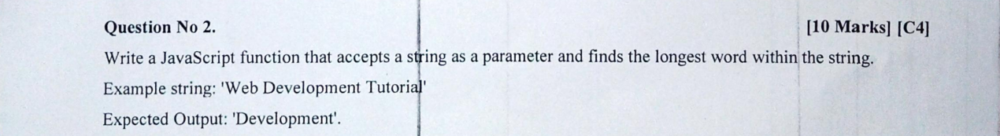 Question No 2. [10 Marks] [C4]
Write a JavaScript function that accepts a string as a parameter and finds the longest word within the string.
Example string: 'Web Development Tutorial'
Expected Output: 'Development'.